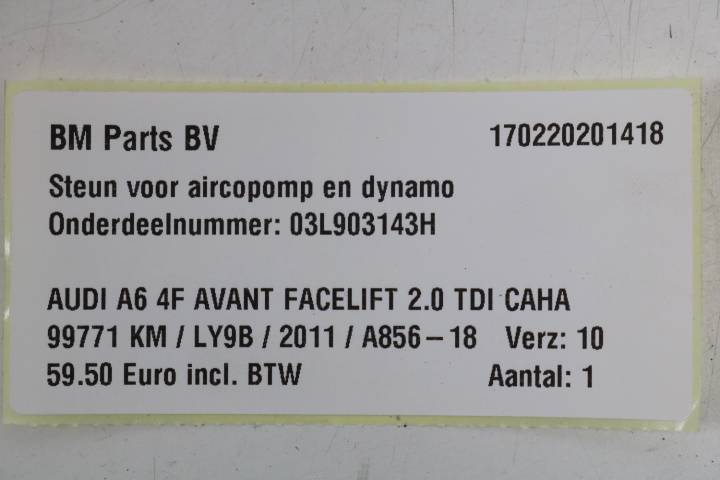 BM Parts BV 170220201418
Steun voor aircopomp en dynamo
Onderdeelnummer: 03L903143H
AUDI A6 4F AVANT FACELIFT 2.0 TDI CAHA
99771 KM / LY9B / 2011 / A856-18 Verz: 10
59.50 Euro incl. BTW Aantal: 1